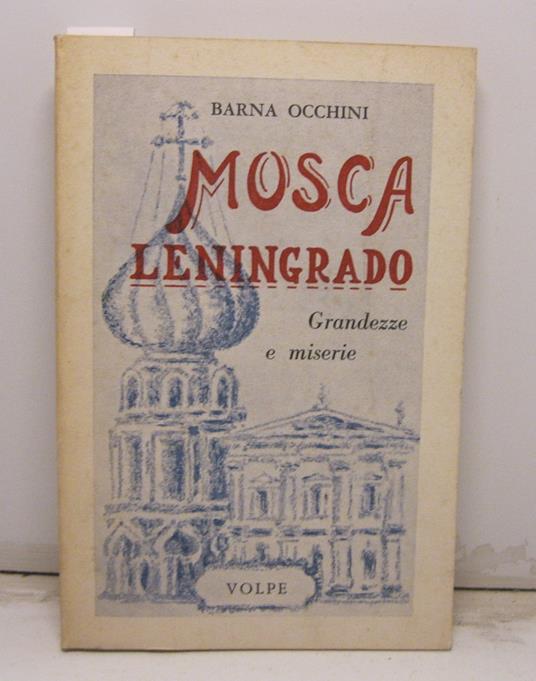 BARNA OCCHINI
MOSCA
LENINGRADO
Grandezze
e miserie
VOLPE